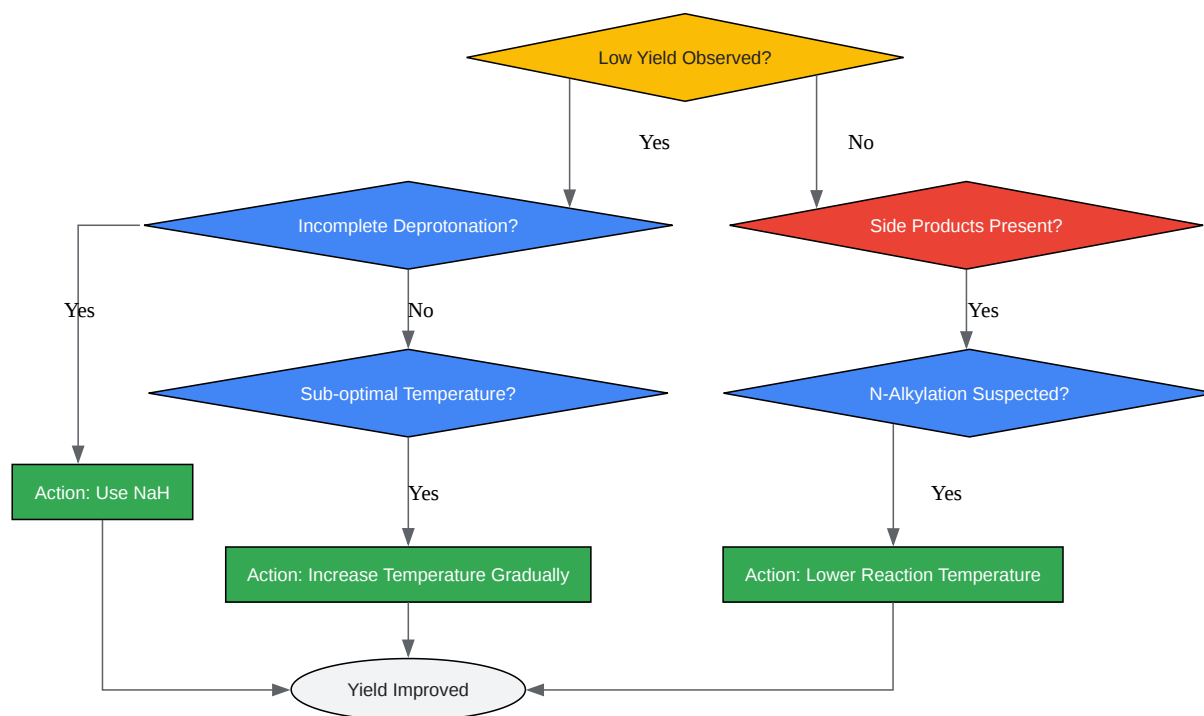 Low Yield Observed?
Yes
No
Incomplete Deprotonation?
Side Products Present?
Yes
No
Yes
Sub-optimal Temperature?
N-Alkylation Suspected?
Action: Use NaH
Yes
Yes
Action: Increase Temperature Gradually
Action: Lower Reaction Temperature
Yield Improved